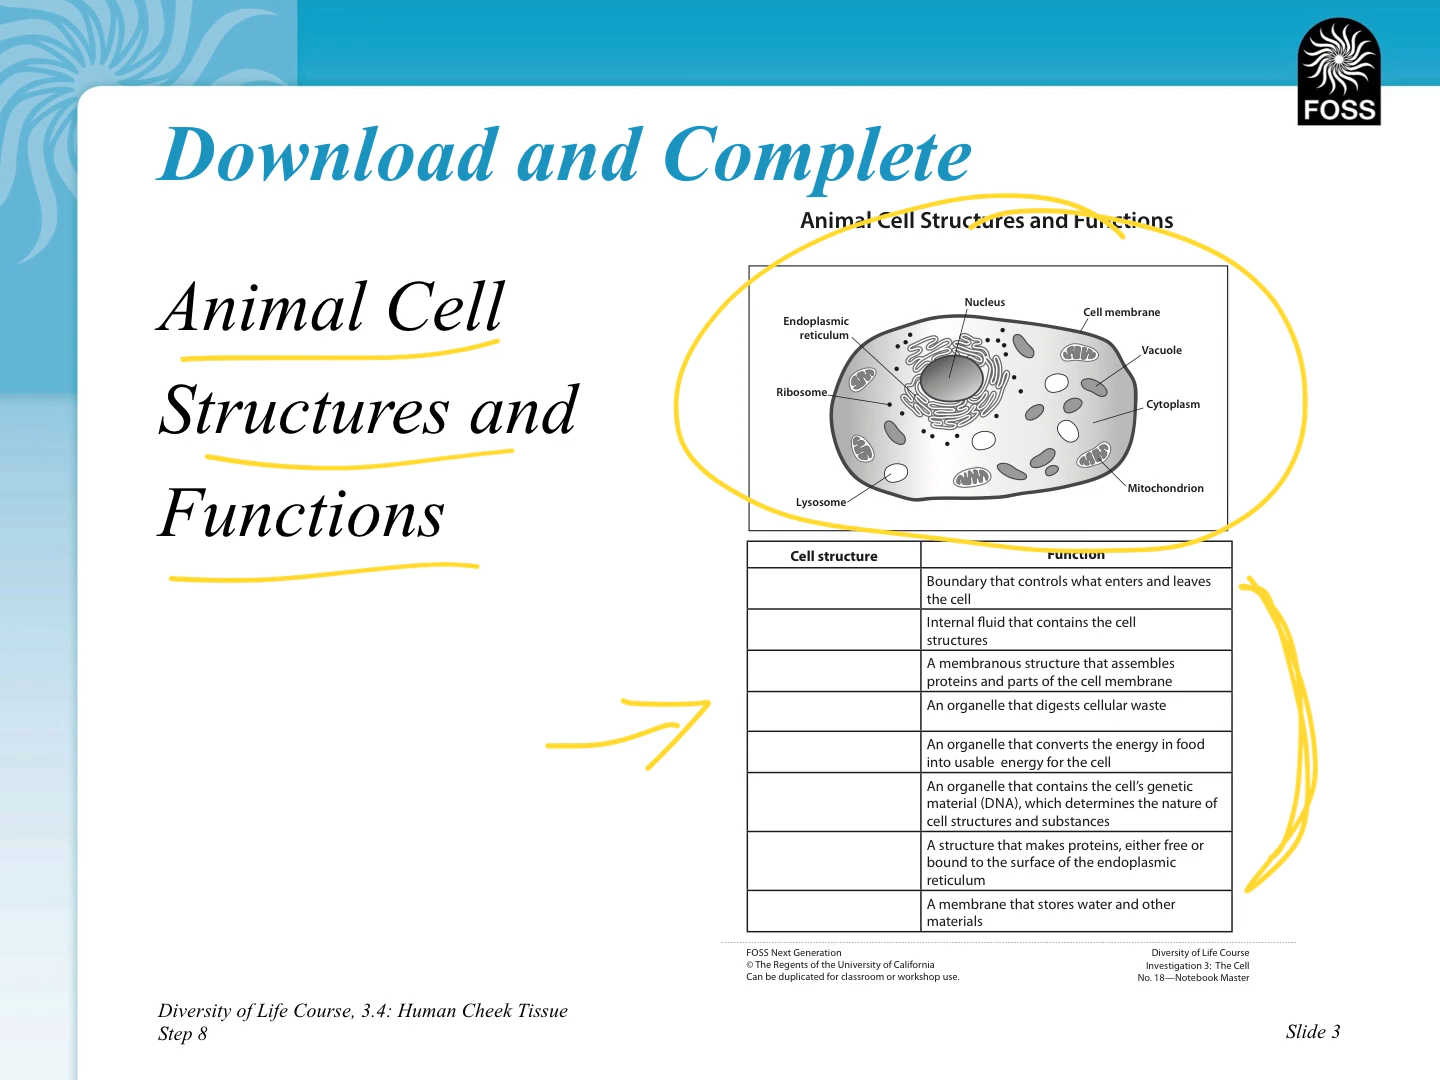 FOSS
Download and Complete
Animal Cell
Structures and
Functions
Animal Cell Structures and Functions
Nucleus
Cell membrane
Endoplasmic
reticulum
Vacuole
Ribosome
Cytoplasm
Mitochondrion
Lysosome
Cell structure
Function
Boundary that controls what enters and leaves
the cell
Internal fluid that contains the cell
structures
A membranous structure that assembles
proteins and parts of the cell membrane
An organelle that digests cellular waste
An organelle that converts the energy in food
into usable energy for the cell
An organelle that contains the cell’s genetic
material (DNA), which determines the nature of
cell structures and substances
A structure that makes proteins, either free or
bound to the surface of the endoplasmic
reticulum
A membrane that stores water and other
materials
FOSS Next Generation
© The Regents of the University of California
Can be duplicated for classroom or workshop use.
Diversity of Life Course
Investigation 3: The Cell
No. 18—Notebook Master
Diversity of Life Course, 3.4: Human Cheek Tissue
Step 8
Slide 3